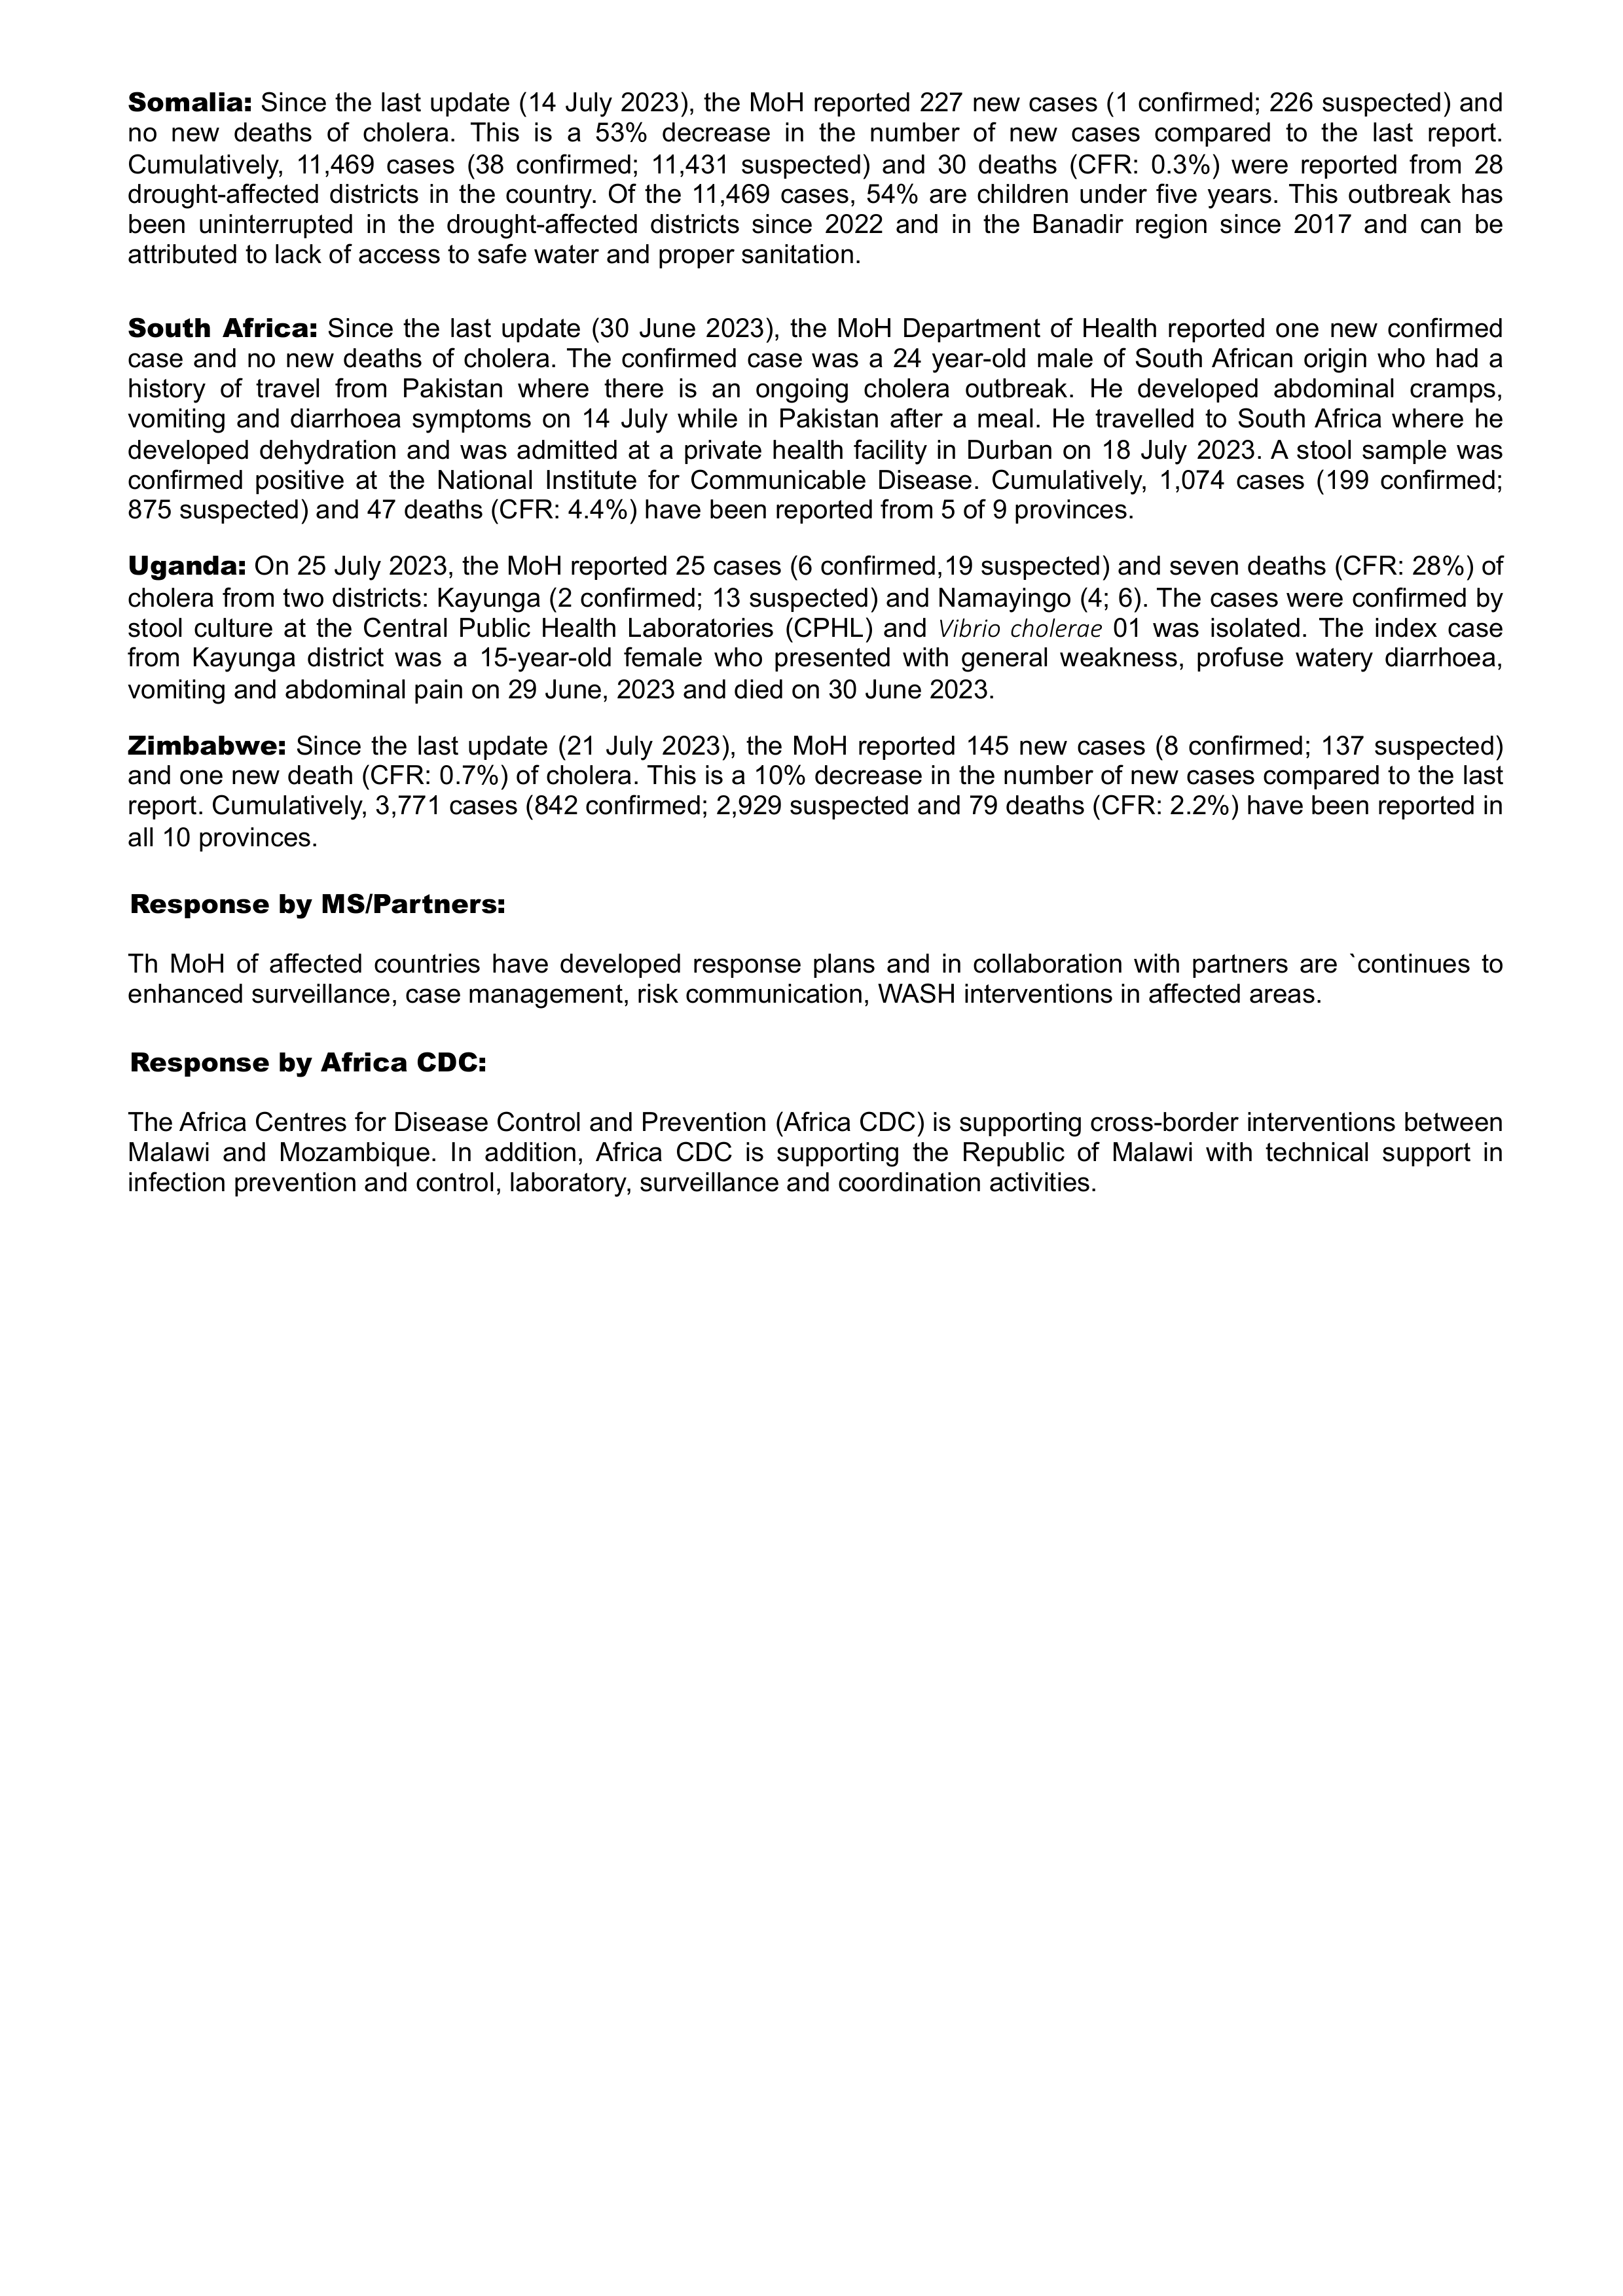 Somalia: Since the last update (14 July 2023), the MoH reported 227 new cases (1 confirmed; 226 suspected) and
no new deaths of cholera. This is a 53% decrease in the number of new cases compared to the last report.
Cumulatively, 11,469 cases (38 confirmed; 11,431 suspected) and 30 deaths (CFR: 0.3%) were reported from 28
drought-affected districts in the country. Of the 11,469 cases, 54% are children under five years. This outbreak has
been uninterrupted in the drought-affected districts since 2022 and in the Banadir region since 2017 and can be
attributed to lack of access to safe water and proper sanitation.
South Africa: Since the last update (30 June 2023), the MoH Department of Health reported one new confirmed
case and no new deaths of cholera. The confirmed case was a 24 year-old male of South African origin who had a
history of travel from Pakistan where there is an ongoing cholera outbreak. He developed abdominal cramps,
vomiting and diarrhoea symptoms on 14 July while in Pakistan after a meal. He travelled to South Africa where he
developed dehydration and was admitted at a private health facility in Durban on 18 July 2023. A stool sample was
confirmed positive at the National Institute for Communicable Disease. Cumulatively, 1,074 cases (199 confirmed;
875 suspected) and 47 deaths (CFR: 4.4%) have been reported from 5 of 9 provinces.
Uganda: On 25 July 2023, the MoH reported 25 cases (6 confirmed,19 suspected) and seven deaths (CFR: 28%) of
cholera from two districts: Kayunga (2 confirmed; 13 suspected) and Namayingo (4; 6). The cases were confirmed by
stool culture at the Central Public Health Laboratories (CPHL) and Vibrio cholerae 01 was isolated. The index case
from Kayunga district was a 15-year-old female who presented with general weakness, profuse watery diarrhoea,
vomiting and abdominal pain on 29 June, 2023 and died on 30 June 2023.
Zimbabwe: Since the last update (21 July 2023), the MoH reported 145 new cases (8 confirmed; 137 suspected)
and one new death (CFR: 0.7%) of cholera. This is a 10% decrease in the number of new cases compared to the last
report. Cumulatively, 3,771 cases (842 confirmed; 2,929 suspected and 79 deaths (CFR: 2.2%) have been reported in
all 10 provinces.
Response by MS/Partners:
Th MoH of affected countries have developed response plans and in collaboration with partners are `continues to
enhanced surveillance, case management, risk communication, WASH interventions in affected areas.
Response by Africa CDC:
The Africa Centres for Disease Control and Prevention (Africa CDC) is supporting cross-border interventions between
Malawi and Mozambique. In addition, Africa CDC is supporting the Republic of Malawi with technical support in
infection prevention and control, laboratory, surveillance and coordination activities.